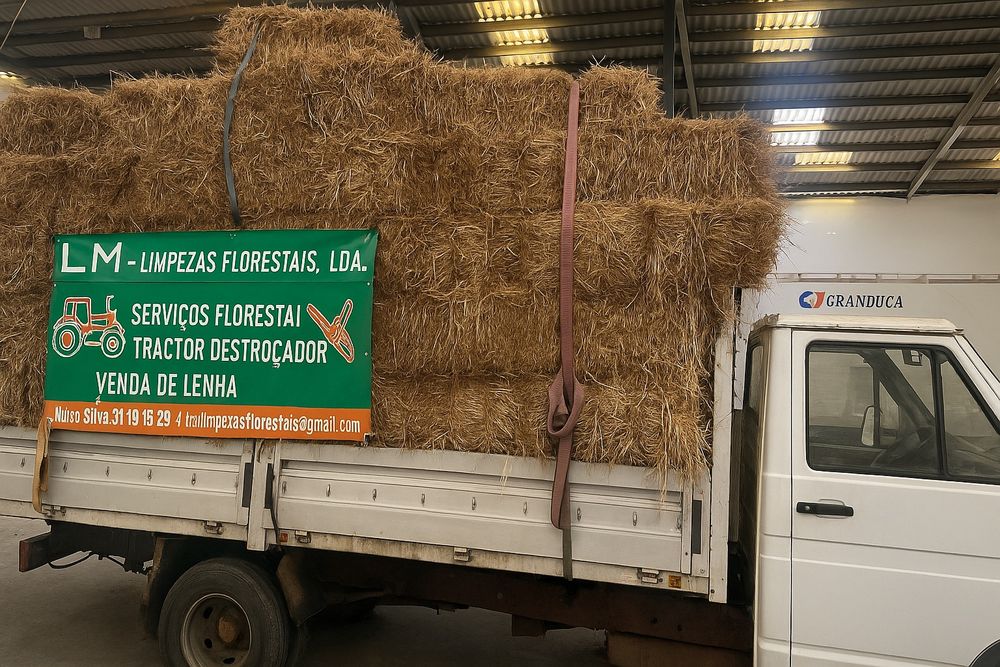 LM - LIMPEZAS FLORESTAIS, LDA.
SERVIÇOS FLORESTAI
TRACTOR DESTROÇADOR
VENDA DE LENHA
Silva.31 19 15 29 4 trallmpexasflorestais@gmail.com
GRANDUCA